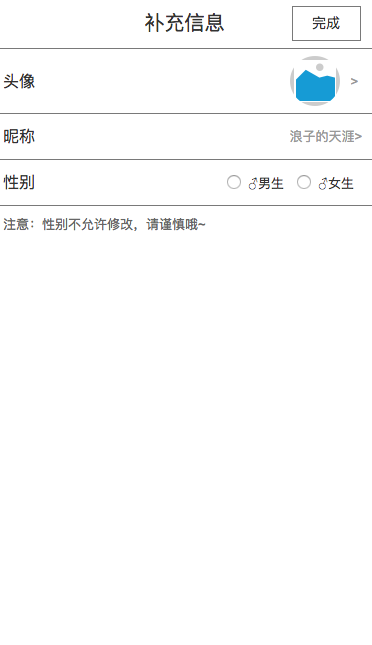 补充信息 完成
头像 >
昵称 浪子的天涯>
性别 ♂男生 ♂女生
注意：性别不允许修改，请谨慎哦~